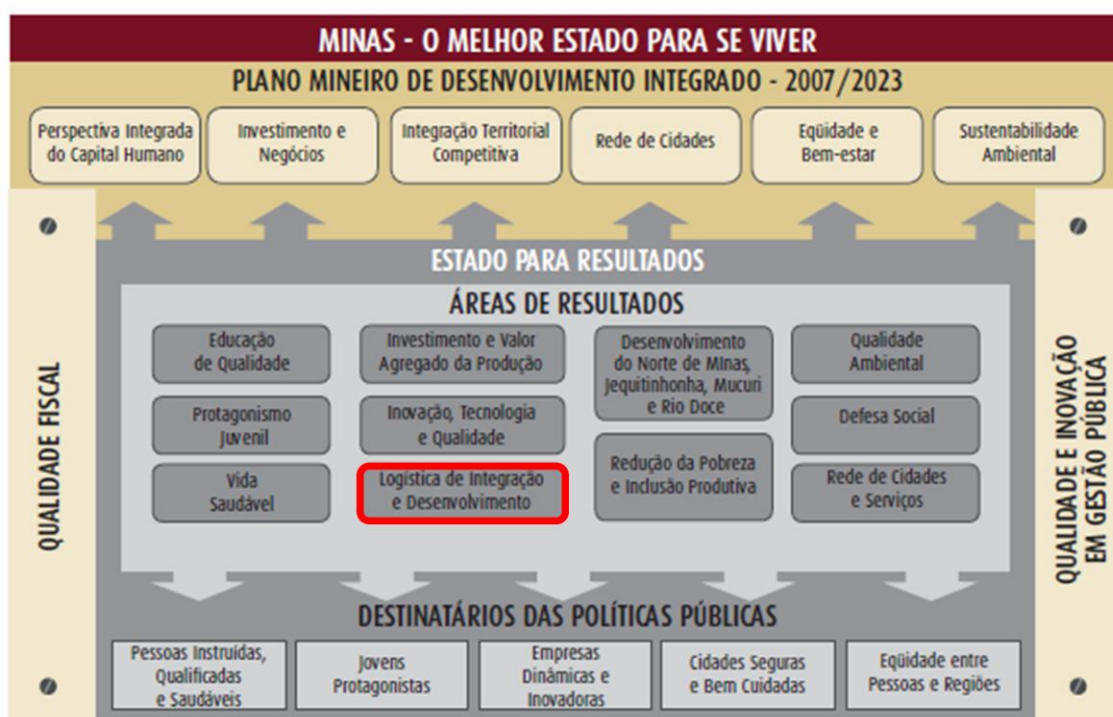 MINAS - O MELHOR ESTADO PARA SE VIVER
PLANO MINEIRO DE DESENVOLVIMENTO INTEGRADO - 2007/2023
Perspectiva Integrada
do Capital Humano
Investimento e
Negócios
Integração Territorial
Competitiva
Rede de Cidades
Eqüidade e
Bem-estar
Sustentabilidade
Ambiental
QUALIDADE FISCAL
ESTADO PARA RESULTADOS
ÁREAS DE RESULTADOS
Educação
de Qualidade
Investimento e Valor
Agregado da Produção
Desenvolvimento
do Norte de MInas,
Jequitinhonha, Mucuri
e Rio Doce
Qualidade
Ambiental
Protagonismo
Juvenil
Inovação, Tecnologia
e Qualidade
Defesa Social
Vida
Saudável
Logística de Integração
e Desenvolvimento
Redução da Pobreza
e Inclusão Produtiva
Rede de Cidades
e Serviços
QUALIDADE E INOVAÇÃO
EM GESTÃO PÚBLICA
DESTINATÁRIOS DAS POLÍTICAS PÚBLICAS
Pessoas Instruídas,
Qualificadas
e Saudáveis
Jovens
Protagonistas
Empresas
Dinâmicas e
Inovadoras
Cidades Seguras
e Bem Cuidadas
Eqüidade entre
Pessoas e Regiões